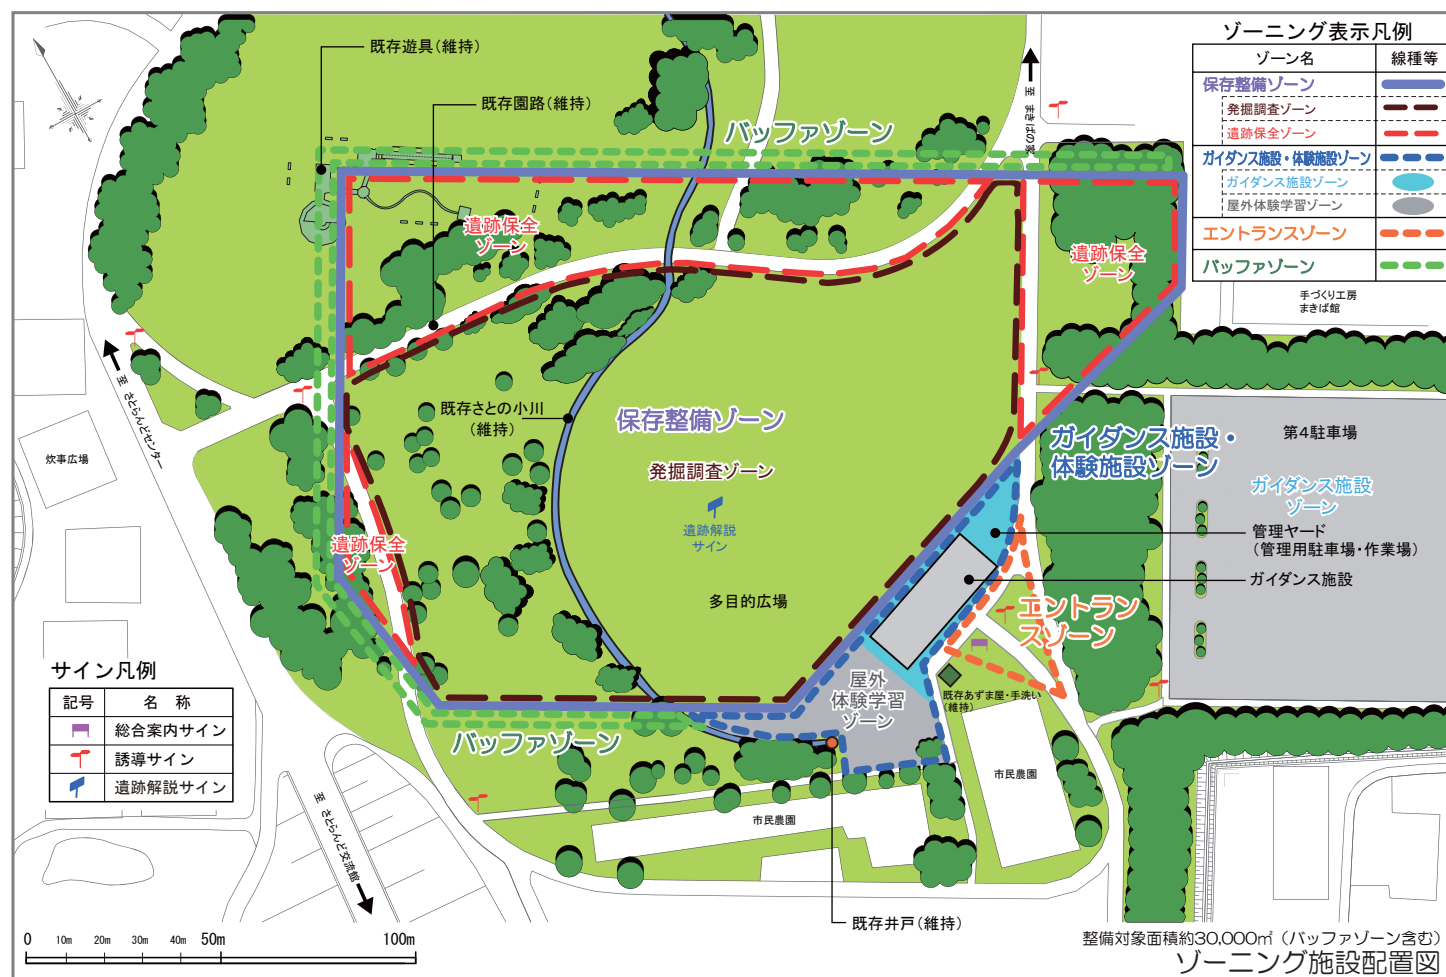 ゾーニング表示凡例
ゾーン名
線種等
保存整備ゾーン
発掘調査ゾーン
遺跡保全ゾーン
ガイダンス施設・体験施設ゾーン
ガイダンス施設ゾーン
屋外体験学習ゾーン
エントランスゾーン
バッファゾーン
既存遊具(維持)
既存園路(維持)
バッファゾーン
至 まきばの家
遺跡保全
ゾーン
遺跡保全
ゾーン
手づくり工房
まきば館
至 さとらんどセンター
炊事広場
既存さとの小川
(維持)
保存整備ゾーン
発掘調査ゾーン
遺跡解説
サイン
多目的広場
遺跡保全
ゾーン
ガイダンス施設・
体験施設ゾーン
第4駐車場
ガイダンス施設
ゾーン
管理ヤード
(管理用駐車場・作業場)
ガイダンス施設
エントラン
スゾーン
屋外
体験学習
ゾーン
既存あずま屋・手洗い
(維持)
バッファゾーン
市民農園
市民農園
既存井戸(維持)
至 さとらんど交流館
サイン凡例
記号
名 称
総合案内サイン
誘導サイン
遺跡解説サイン
0 10m 20m 30m 40m 50m 100m
整備対象面積約30,000㎡(バッファゾーン含む)
ゾーニング施設配置図